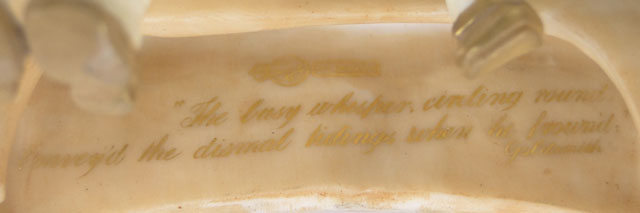 "The busy whisper, circling round.
Convey'd the dismal tidings when he frown'd.
Goldsmith.